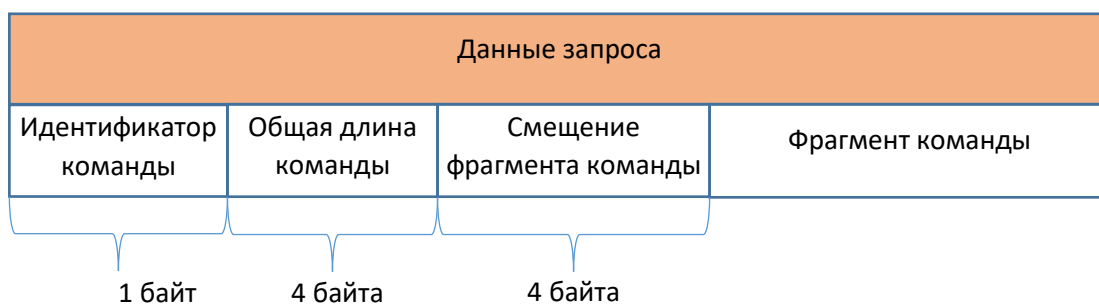 Данные запроса
Идентификатор
команды
Общая длина
команды
Смещение
фрагмента команды
Фрагмент команды
1 байт
4 байта
4 байта